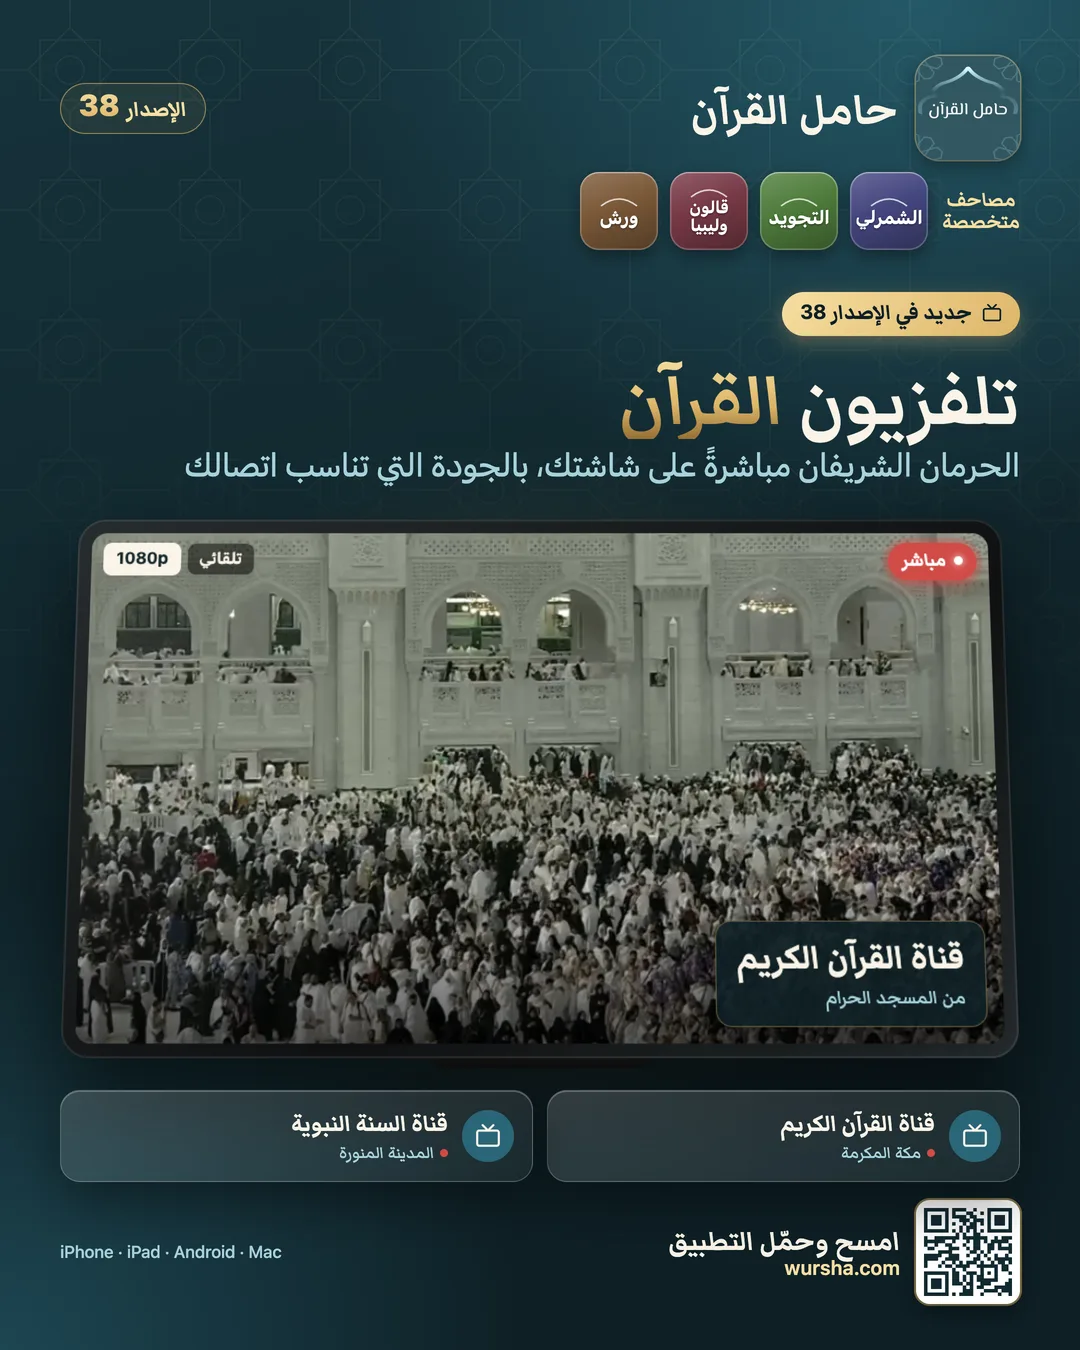 حامل القرآن
حامل القرآن
الإصدار 38
مصاحف
متخصصة
الشمرلي
التجويد
قالون
وليبيا
ورش
جديد في الإصدار 38
تلفزيون القرآن
الحرمان الشريفان مباشرةً على شاشتك، بالجودة التي تناسب اتصالك
مباشر
تلقائي
1080p
قناة القرآن الكريم
من المسجد الحرام
قناة القرآن الكريم
مكة المكرمة
قناة السنة النبوية
المدينة المنورة
امسح وحمّل التطبيق
wursha.com
iPhone · iPad · Android · Mac